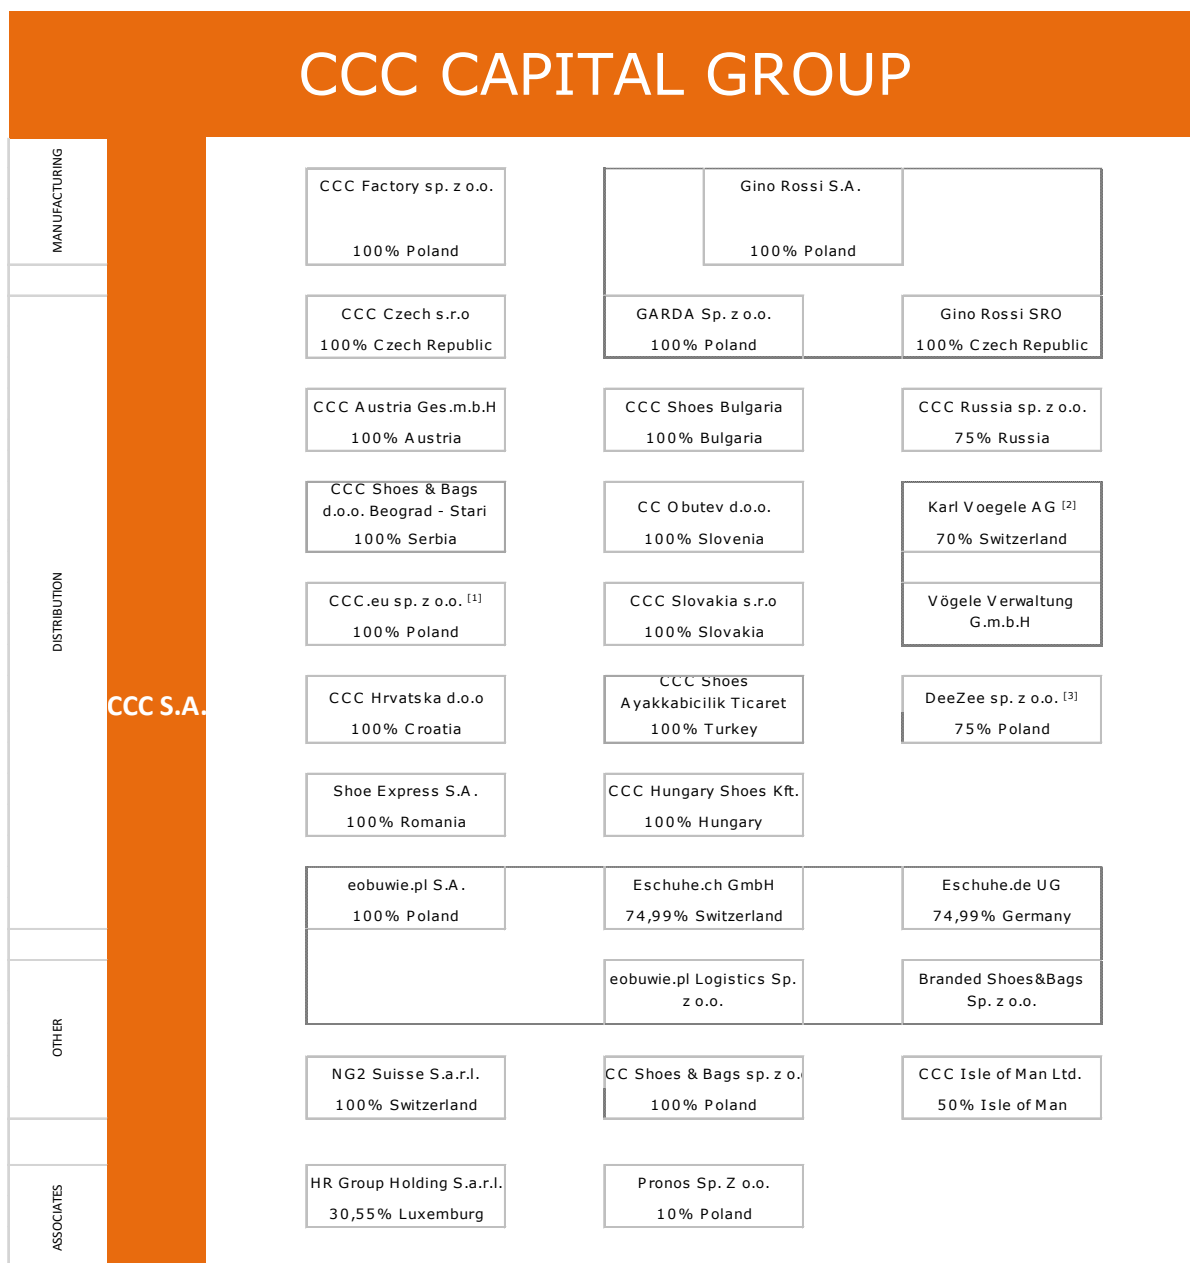 CCC CAPITAL GROUP
MANUFACTURING
CCC Factory sp. z o.o.
100% Poland
Gino Rossi S.A.
100% Poland
DISTRIBUTION
CCC Czech s.r.o
100% Czech Republic
GARDA Sp. z o.o.
100% Poland
Gino Rossi SRO
100% Czech Republic
CCC Austria Ges.m.b.H
100% Austria
CCC Shoes Bulgaria
100% Bulgaria
CCC Russia sp. z o.o.
75% Russia
CCC Shoes & Bags
d.o.o. Beograd - Stari
100% Serbia
CC Obutev d.o.o.
100% Slovenia
Karl Voegele AG [2]
70% Switzerland
CCC.eu sp. z o.o. [1]
100% Poland
CCC Slovakia s.r.o
100% Slovakia
Vögele Verwaltung
G.m.b.H
CCC S.A.
CCC Hrvatska d.o.o
100% Croatia
CCC Shoes
Ayakkabicilik Ticaret
100% Turkey
DeeZee sp. z o.o. [3]
75% Poland
Shoe Express S.A.
100% Romania
CCC Hungary Shoes Kft.
100% Hungary
eobuwie.pl S.A.
100% Poland
Eschuhe.ch GmbH
74,99% Switzerland
Eschuhe.de UG
74,99% Germany
OTHER
eobuwie.pl Logistics Sp.
z o.o.
Branded Shoes&Bags
Sp. z o.o.
NG2 Suisse S.a.r.l.
100% Switzerland
CC Shoes & Bags sp. z o.o
100% Poland
CCC Isle of Man Ltd.
50% Isle of Man
ASSOCIATES
HR Group Holding S.a.r.l.
30,55% Luxemburg
Pronos Sp. Z o.o.
10% Poland